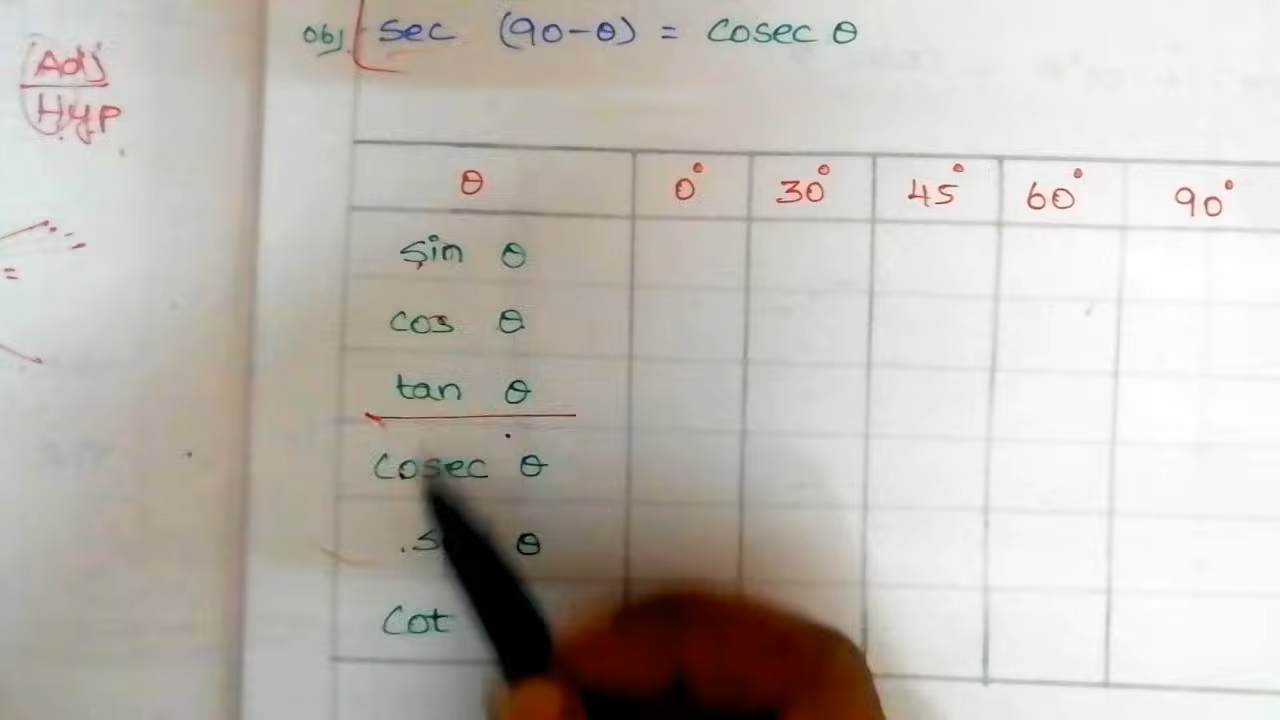 Adj
Hyp
=
Obj sec (90-θ) = cosec θ
θ 0° 30° 45° 60° 90°
sin θ
cos θ
tan θ
cosec θ
θ
cot